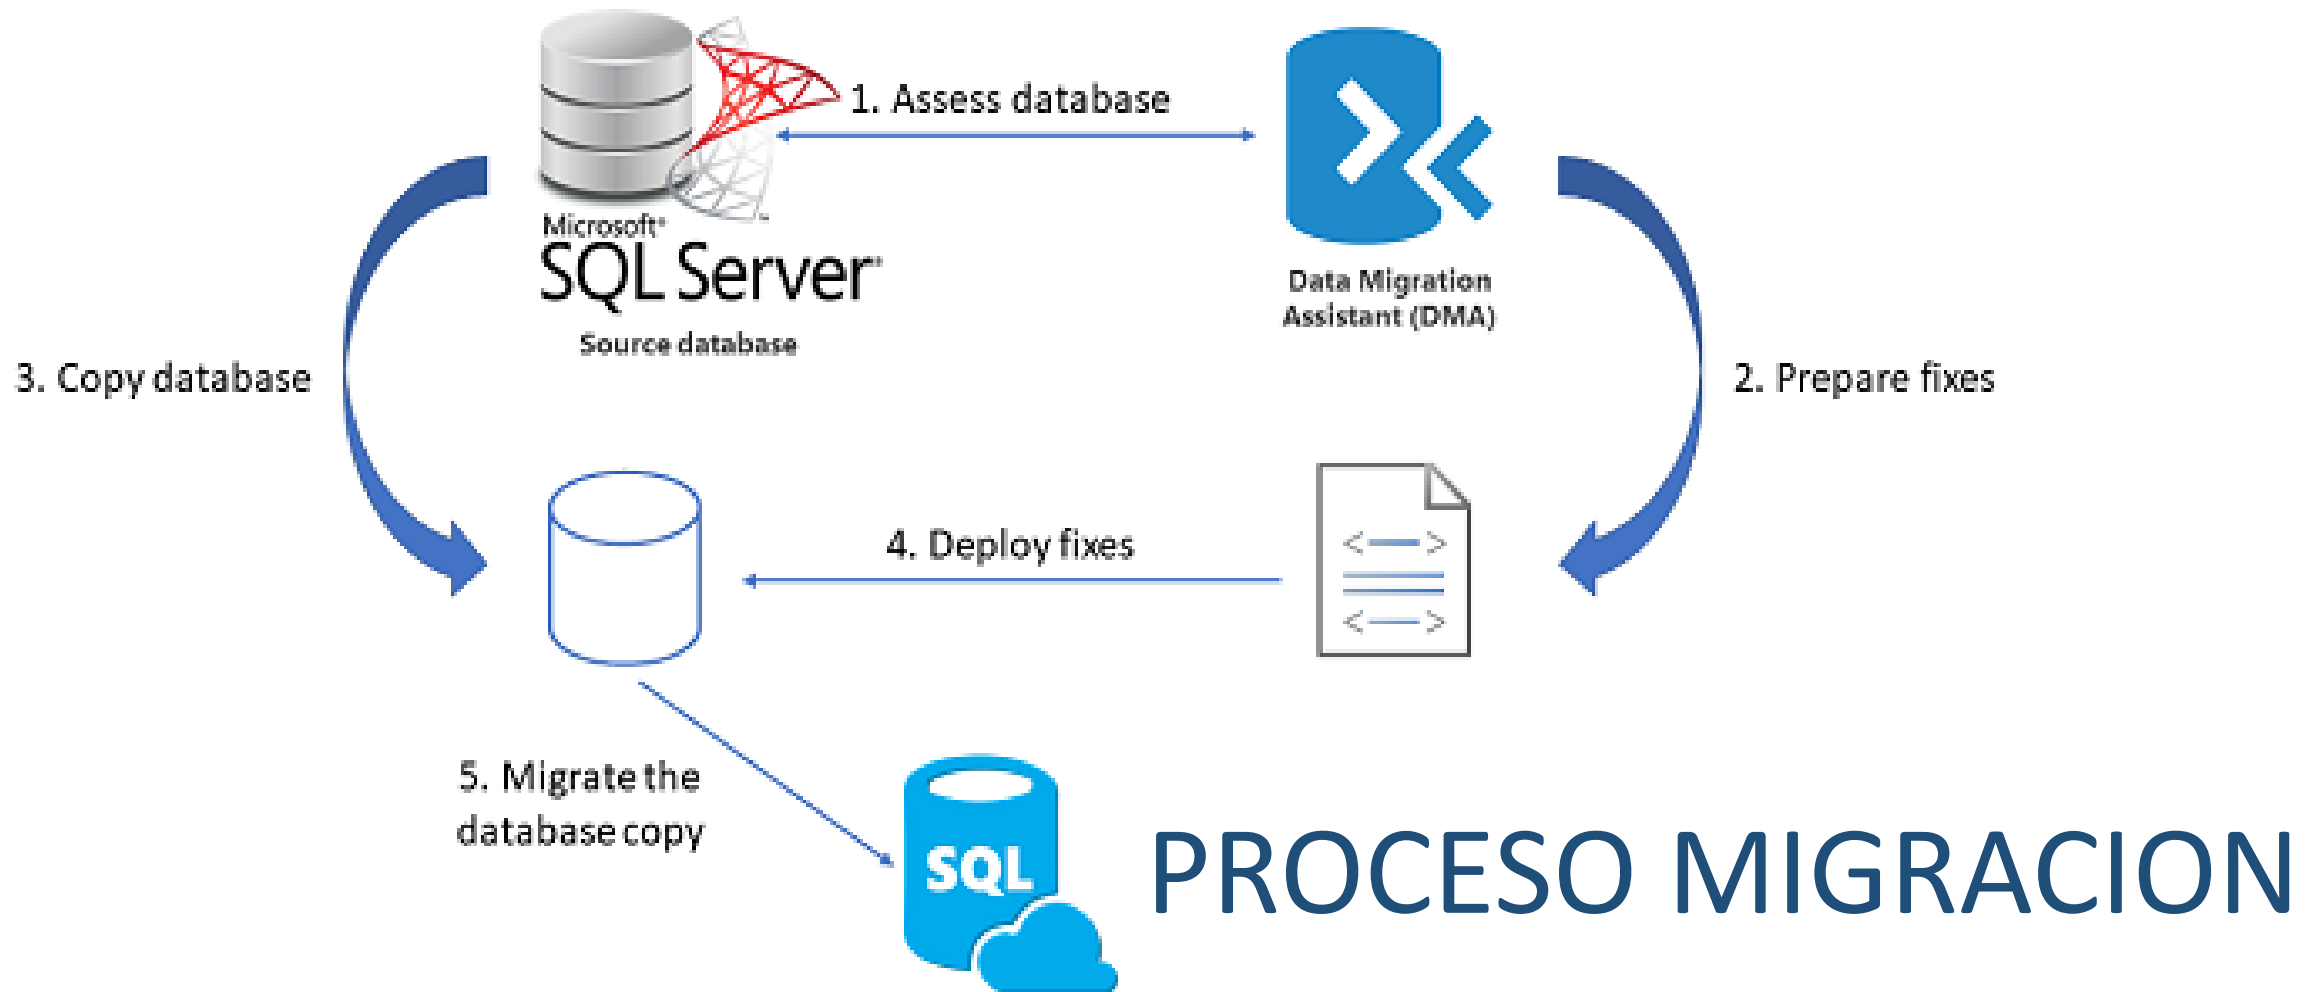 1. Assess database
Microsoft®
SQL Server®
Source database
Data Migration
Assistant (DMA)
3. Copy database
2. Prepare fixes
4. Deploy fixes
5. Migrate the
database copy
SQL
PROCESO MIGRACION